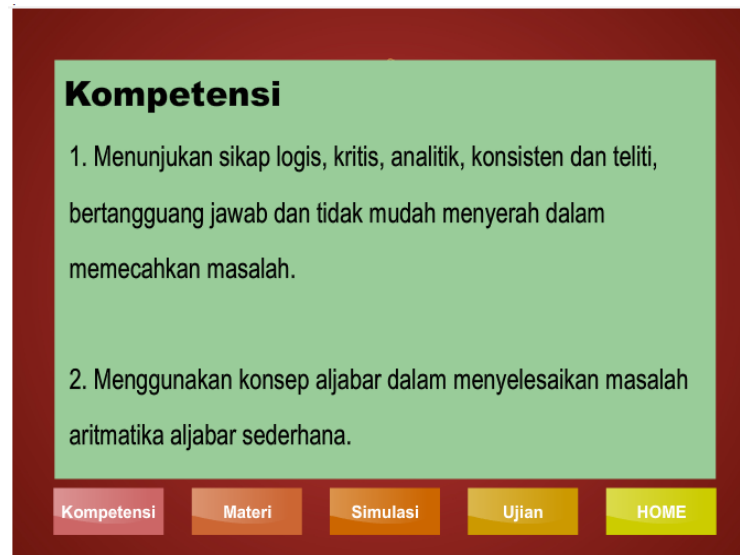 Kompetensi
1. Menunjukan sikap logis, kritis, analitik, konsisten dan teliti,
bertangguang jawab dan tidak mudah menyerah dalam
memecahkan masalah.
2. Menggunakan konsep aljabar dalam menyelesaikan masalah
aritmatika aljabar sederhana.
Kompetensi Materi Simulasi Ujian HOME